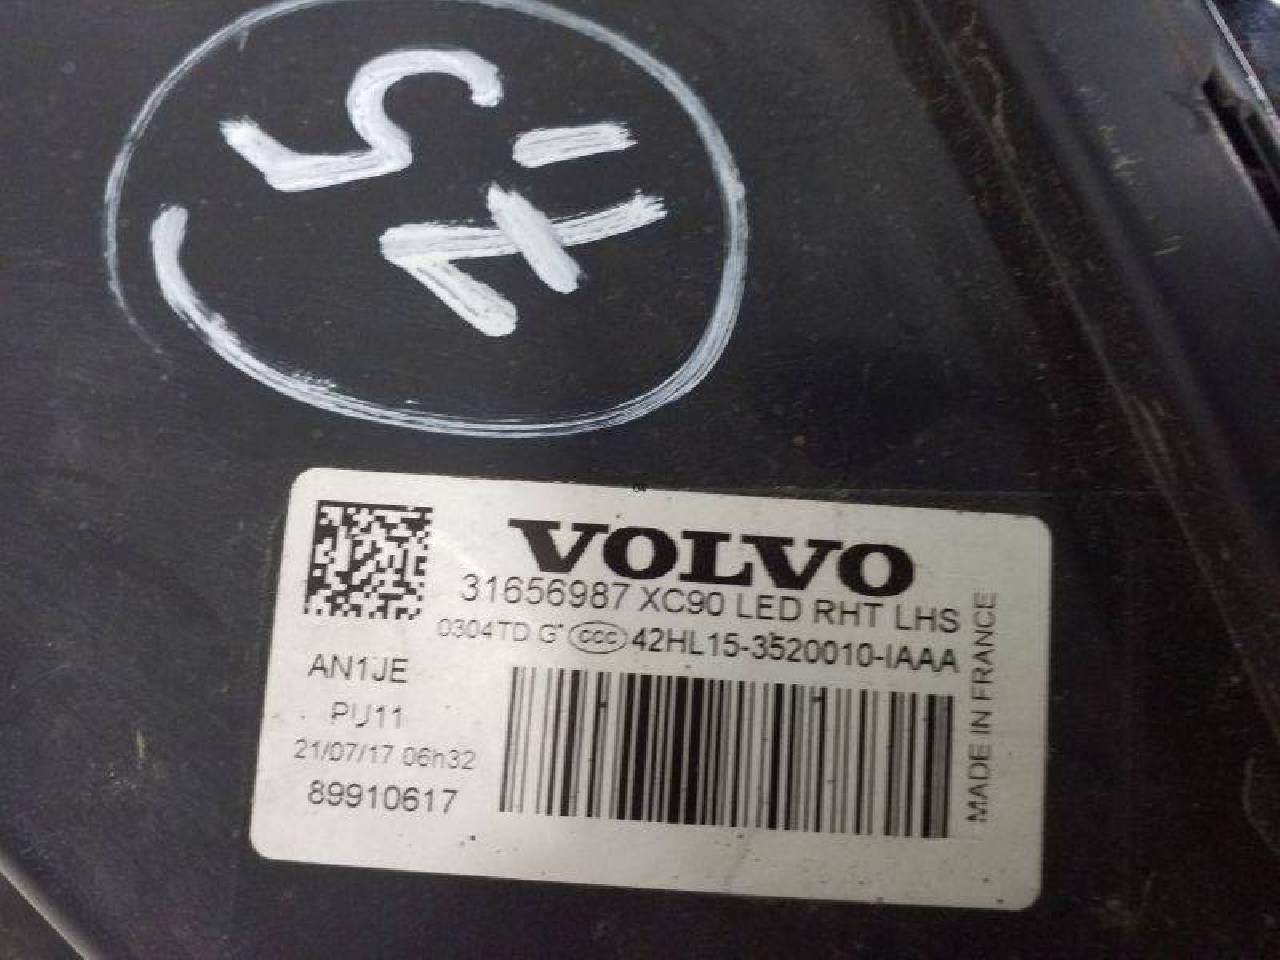 VOLVO
31656987 XC90 LED RHT LHS
0304TD G* CCC 42HL15-3520010-IAAA
AN1JE
PU11
21/07/17 06h32
89910617
MADE IN FRANCE